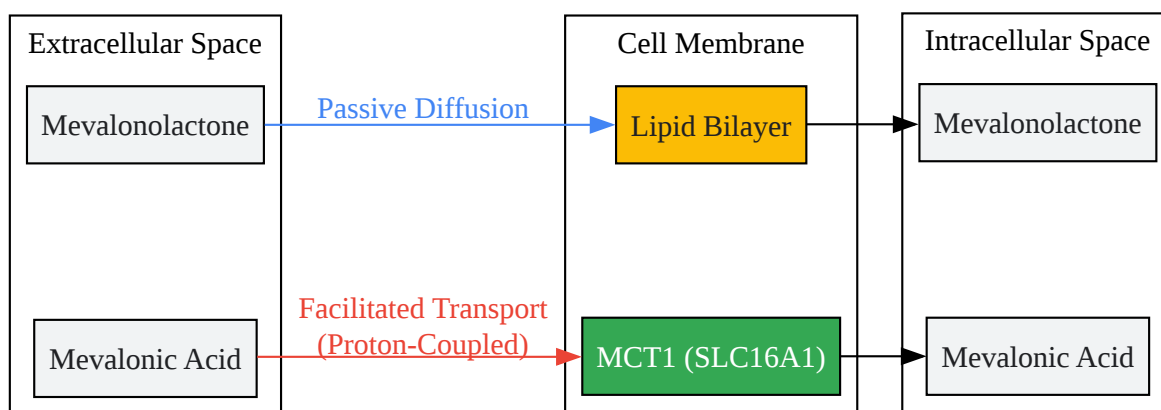 Extracellular Space
Cell Membrane
Intracellular Space
Mevalonolactone
Passive Diffusion
Lipid Bilayer
Mevalonolactone
Facilitated Transport
(Proton-Coupled)
Mevalonic Acid
MCT1 (SLC16A1)
Mevalonic Acid